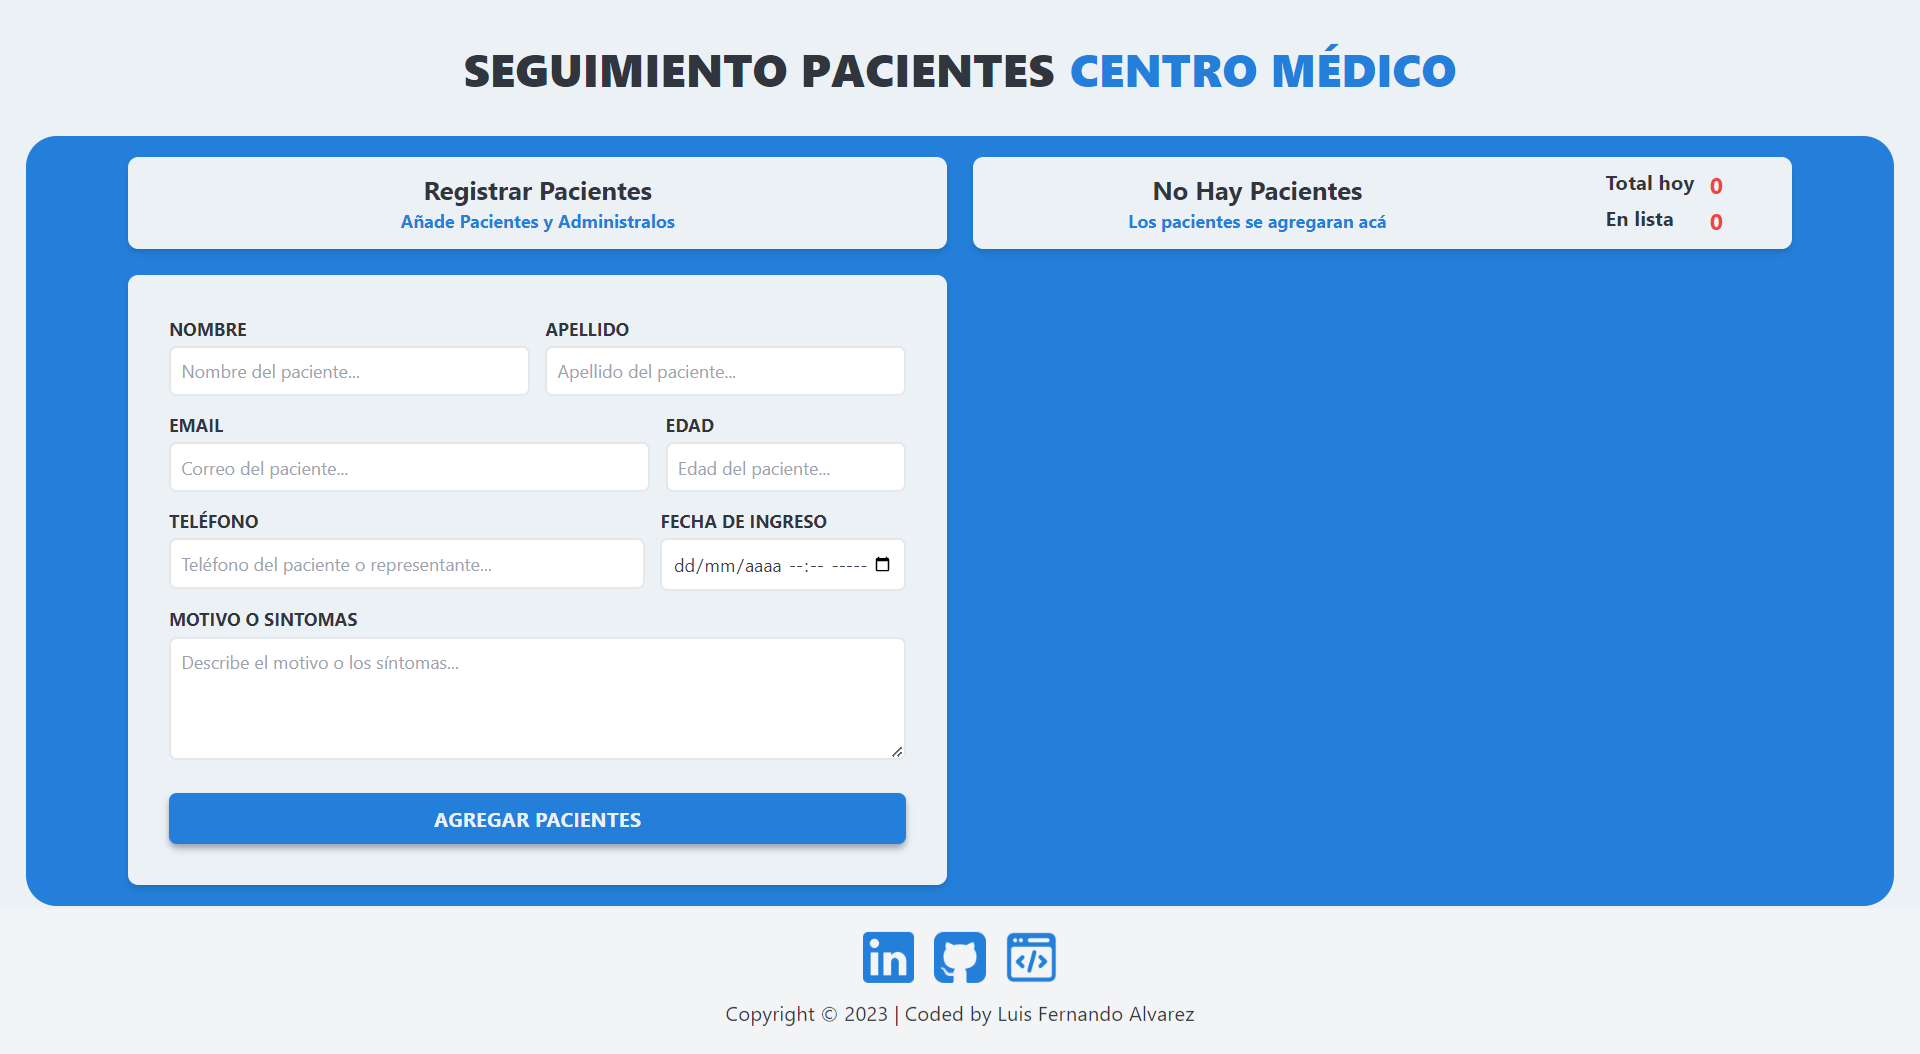 SEGUIMIENTO PACIENTES CENTRO MÉDICO
Registrar Pacientes
Añade Pacientes y Administralos
No Hay Pacientes
Los pacientes se agregaran acá
Total hoy 0
En lista 0
NOMBRE
Nombre del paciente...
APELLIDO
Apellido del paciente...
EMAIL
Correo del paciente...
EDAD
Edad del paciente...
TELÉFONO
Teléfono del paciente o representante...
FECHA DE INGRESO
dd/mm/aaaa --:-- -----
MOTIVO O SINTOMAS
Describe el motivo o los síntomas...
AGREGAR PACIENTES
in
</>
Copyright © 2023 | Coded by Luis Fernando Alvarez